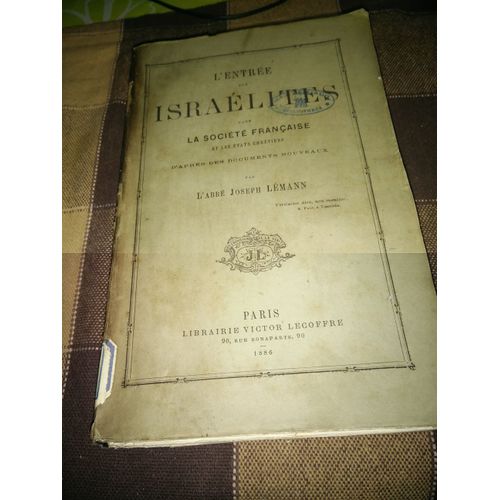 L'ENTRÉE
DES
ISRAÉLITES
DANS
LA SOCIÉTÉ FRANÇAISE
ET LES ÉTATS CHRÉTIENS
D'APRÈS DES DOCUMENTS NOUVEAUX
PAR
L'ABBÉ JOSEPH LÉMANN
JL
PARIS
LIBRAIRIE VICTOR LECOFFRE
90, RUE BONAPARTE, 90
1886